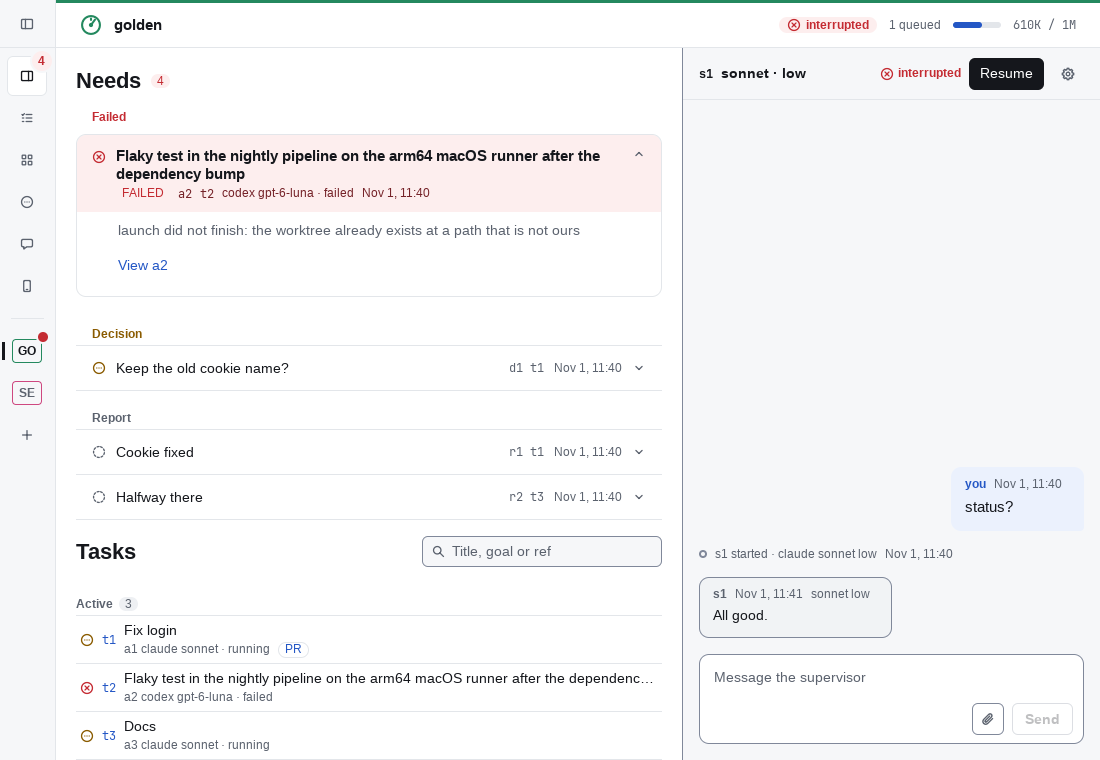 golden
interrupted
1 queued
610K / 1M
4
GO
SE
Needs 4
Failed
Flaky test in the nightly pipeline on the arm64 macOS runner after the
dependency bump
FAILED a2 t2 codex gpt-6-luna · failed Nov 1, 11:40
launch did not finish: the worktree already exists at a path that is not ours
View a2
Decision
Keep the old cookie name? d1 t1 Nov 1, 11:40
Report
Cookie fixed r1 t1 Nov 1, 11:40
Halfway there r2 t3 Nov 1, 11:40
Tasks
Title, goal or ref
Active 3
t1 Fix login
a1 claude sonnet · running PR
t2 Flaky test in the nightly pipeline on the arm64 macOS runner after the dependenc…
a2 codex gpt-6-luna · failed
t3 Docs
a3 claude sonnet · running
s1 sonnet · low
interrupted
Resume
you Nov 1, 11:40
status?
s1 started · claude sonnet low Nov 1, 11:40
s1 Nov 1, 11:41 sonnet low
All good.
Message the supervisor
Send